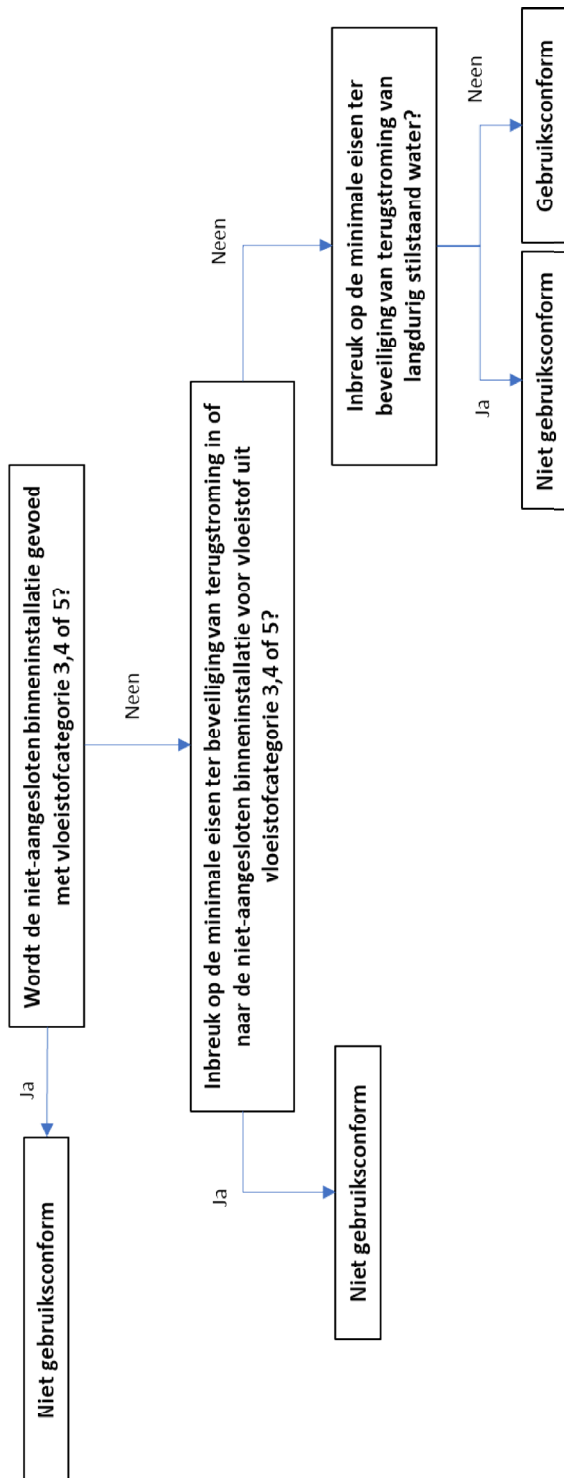 Wordt de niet-aangesloten binneninstallatie gevoed
met vloeistofcategorie 3,4 of 5?
Ja
Niet gebruiksconform
Neen
Inbreuk op de minimale eisen ter beveiliging van terugstroming in of
naar de niet-aangesloten binneninstallatie voor vloeistof uit
vloeistofcategorie 3,4 of 5?
Ja
Niet gebruiksconform
Neen
Inbreuk op de minimale eisen ter
beveiliging van terugstroming van
langdurig stilstaand water?
Ja
Niet gebruiksconform
Neen
Gebruiksconform